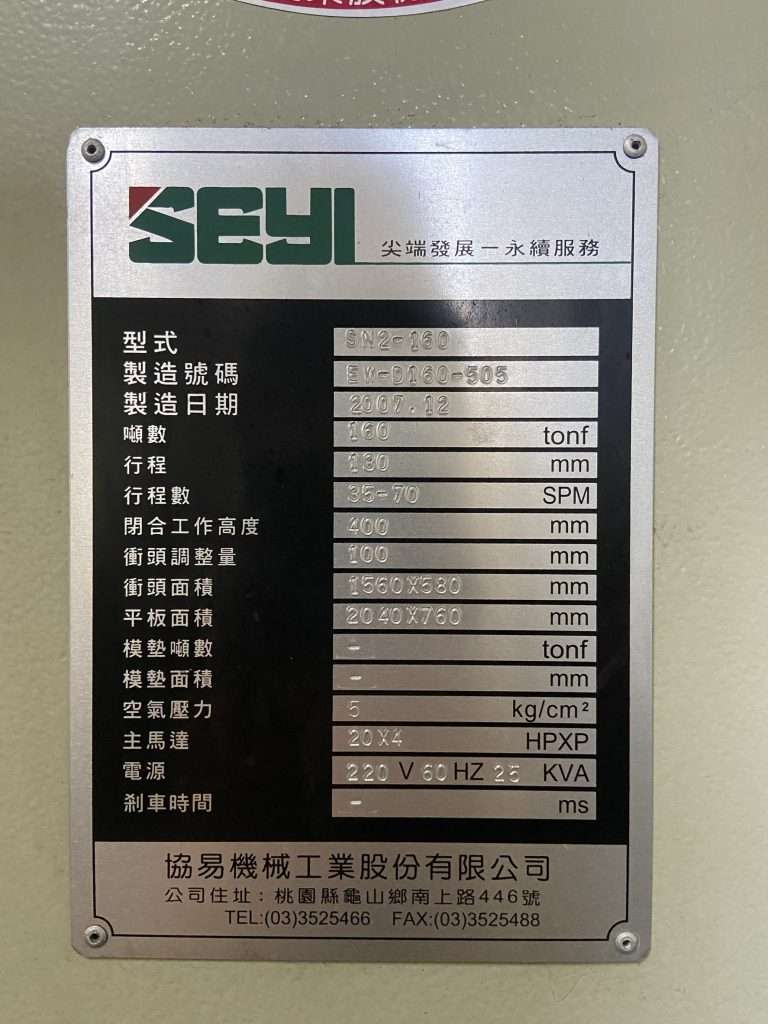 SEYI
尖端發展－永續服務
型式 SN2-160
製造號碼 EW-D160-505
製造日期 2007.12
噸數 160 tonf
行程 130 mm
行程數 35-70 SPM
閉合工作高度 400 mm
衝頭調整量 100 mm
衝頭面積 1560X580 mm
平板面積 2040X760 mm
模墊噸數 - tonf
模墊面積 - mm
空氣壓力 5 kg/cm²
主馬達 20X4 HPXP
電源 220 V 60 HZ 25 KVA
剎車時間 - ms
協易機械工業股份有限公司
公司住址：桃園縣龜山鄉南上路446號
TEL:(03)3525466 FAX:(03)3525488